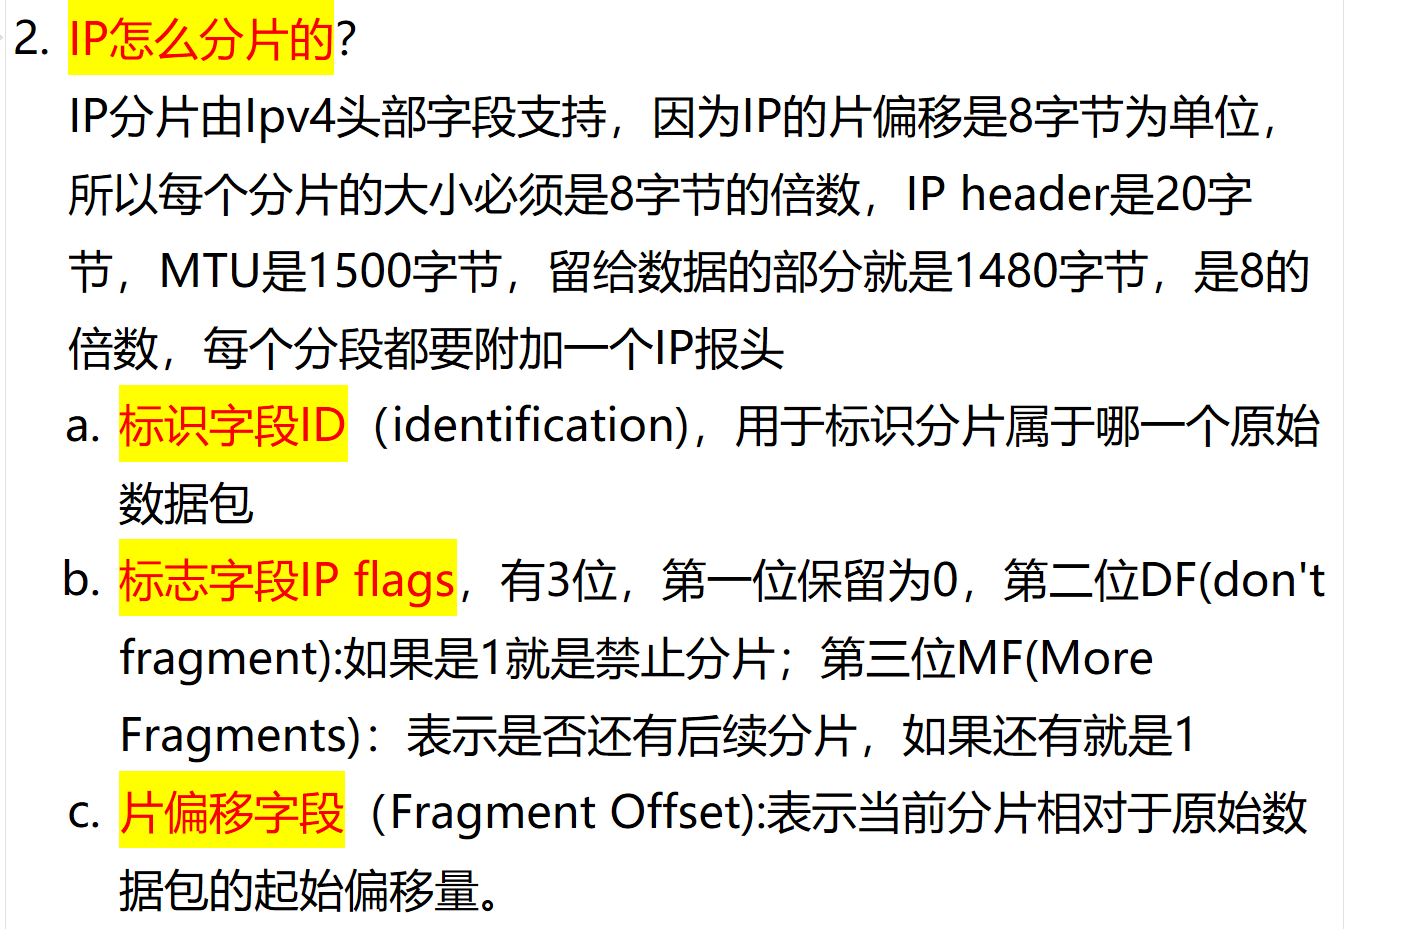 2. IP怎么分片的?
IP分片由Ipv4头部字段支持，因为IP的片偏移是8字节为单位，
所以每个分片的大小必须是8字节的倍数，IP header是20字
节，MTU是1500字节，留给数据的部分就是1480字节，是8的
倍数，每个分段都要附加一个IP报头
a. 标识字段ID（identification)，用于标识分片属于哪一个原始
数据包
b. 标志字段IP flags，有3位，第一位保留为0，第二位DF(don't
fragment):如果是1就是禁止分片；第三位MF(More
Fragments)：表示是否还有后续分片，如果还有就是1
c. 片偏移字段（Fragment Offset):表示当前分片相对于原始数
据包的起始偏移量。